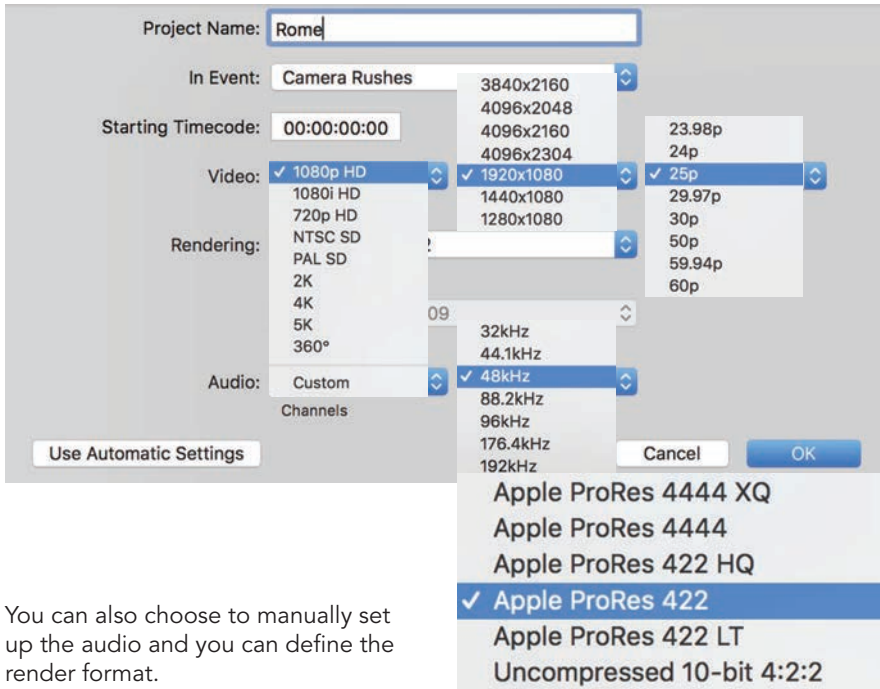 Project Name: Rome
In Event: Camera Rushes
Starting Timecode: 00:00:00:00
Video:
✓ 1080p HD
1080i HD
720p HD
NTSC SD
PAL SD
2K
4K
5K
360°
Custom
3840x2160
4096x2048
4096x2160
4096x2304
✓ 1920x1080
1440x1080
1280x1080
23.98p
24p
✓ 25p
29.97p
30p
50p
59.94p
60p
Rendering:
09
Audio:
Channels
32kHz
44.1kHz
✓ 48kHz
88.2kHz
96kHz
176.4kHz
192kHz
Use Automatic Settings
Cancel
OK
Apple ProRes 4444 XQ
Apple ProRes 4444
Apple ProRes 422 HQ
✓ Apple ProRes 422
Apple ProRes 422 LT
Uncompressed 10-bit 4:2:2
You can also choose to manually set
up the audio and you can define the
render format.